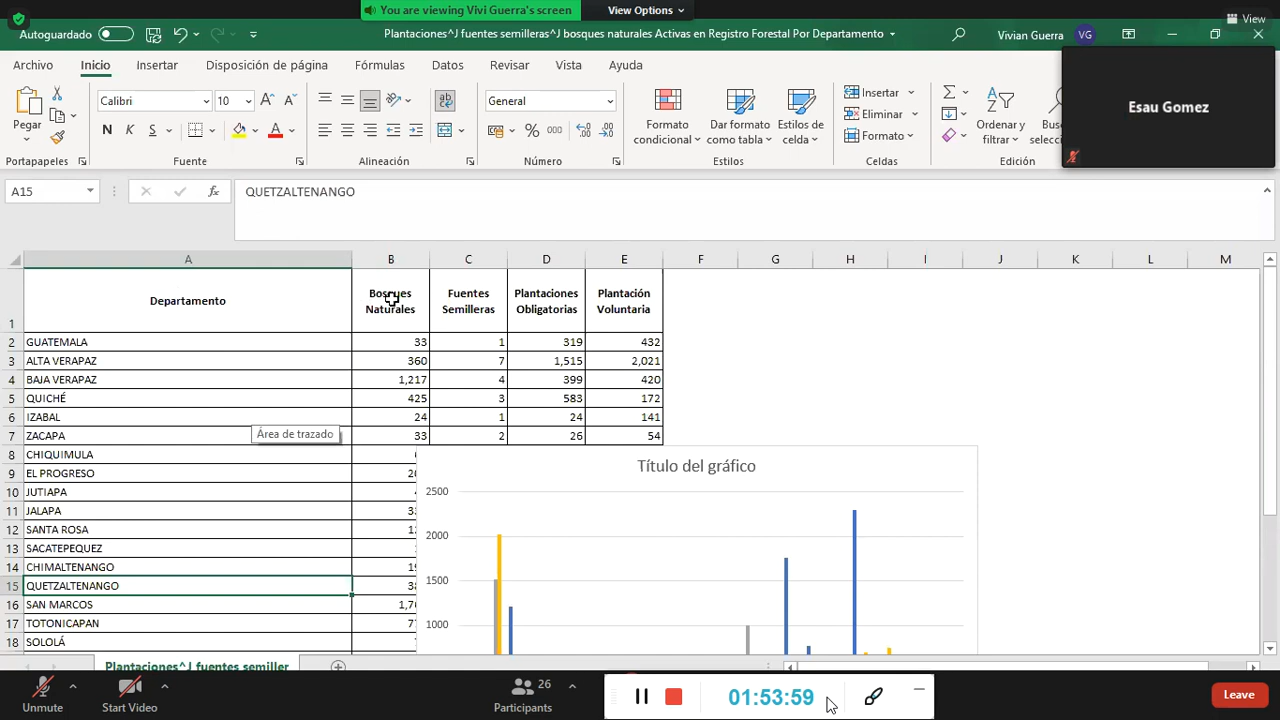 You are viewing Vivi Guerra's screen
View Options
View
Autoguardado
Plantaciones^J fuentes semilleras^J bosques naturales Activas en Registro Forestal Por Departamento
Vivian Guerra
VG
Archivo
Inicio
Insertar
Disposición de página
Fórmulas
Datos
Revisar
Vista
Ayuda
Esau Gomez
Pegar
Calibri
10
General
Formato condicional
Dar formato como tabla
Estilos de celda
Insertar
Eliminar
Formato
Ordenar y filtrar
Portapapeles
Fuente
Alineación
Número
Estilos
Celdas
Edición
A15
QUETZALTENANGO
A B C D E F G H I J K L M
1
Departamento
Bosques Naturales
Fuentes Semilleras
Plantaciones Obligatorias
Plantación Voluntaria
2 GUATEMALA 33 1 319 432
3 ALTA VERAPAZ 360 7 1,515 2,021
4 BAJA VERAPAZ 1,217 4 399 420
5 QUICHÉ 425 3 583 172
6 IZABAL 24 1 24 141
7 ZACAPA 33 2 26 54
Área de trazado
8 CHIQUIMULA
9 EL PROGRESO
10 JUTIAPA
11 JALAPA
12 SANTA ROSA
13 SACATEPEQUEZ
14 CHIMALTENANGO
15 QUETZALTENANGO
16 SAN MARCOS
17 TOTONICAPAN
18 SOLOLÁ
Título del gráfico
2500
2000
1500
1000
Plantaciones^J fuentes semiller
Unmute
Start Video
26
Participants
01:53:59
Leave